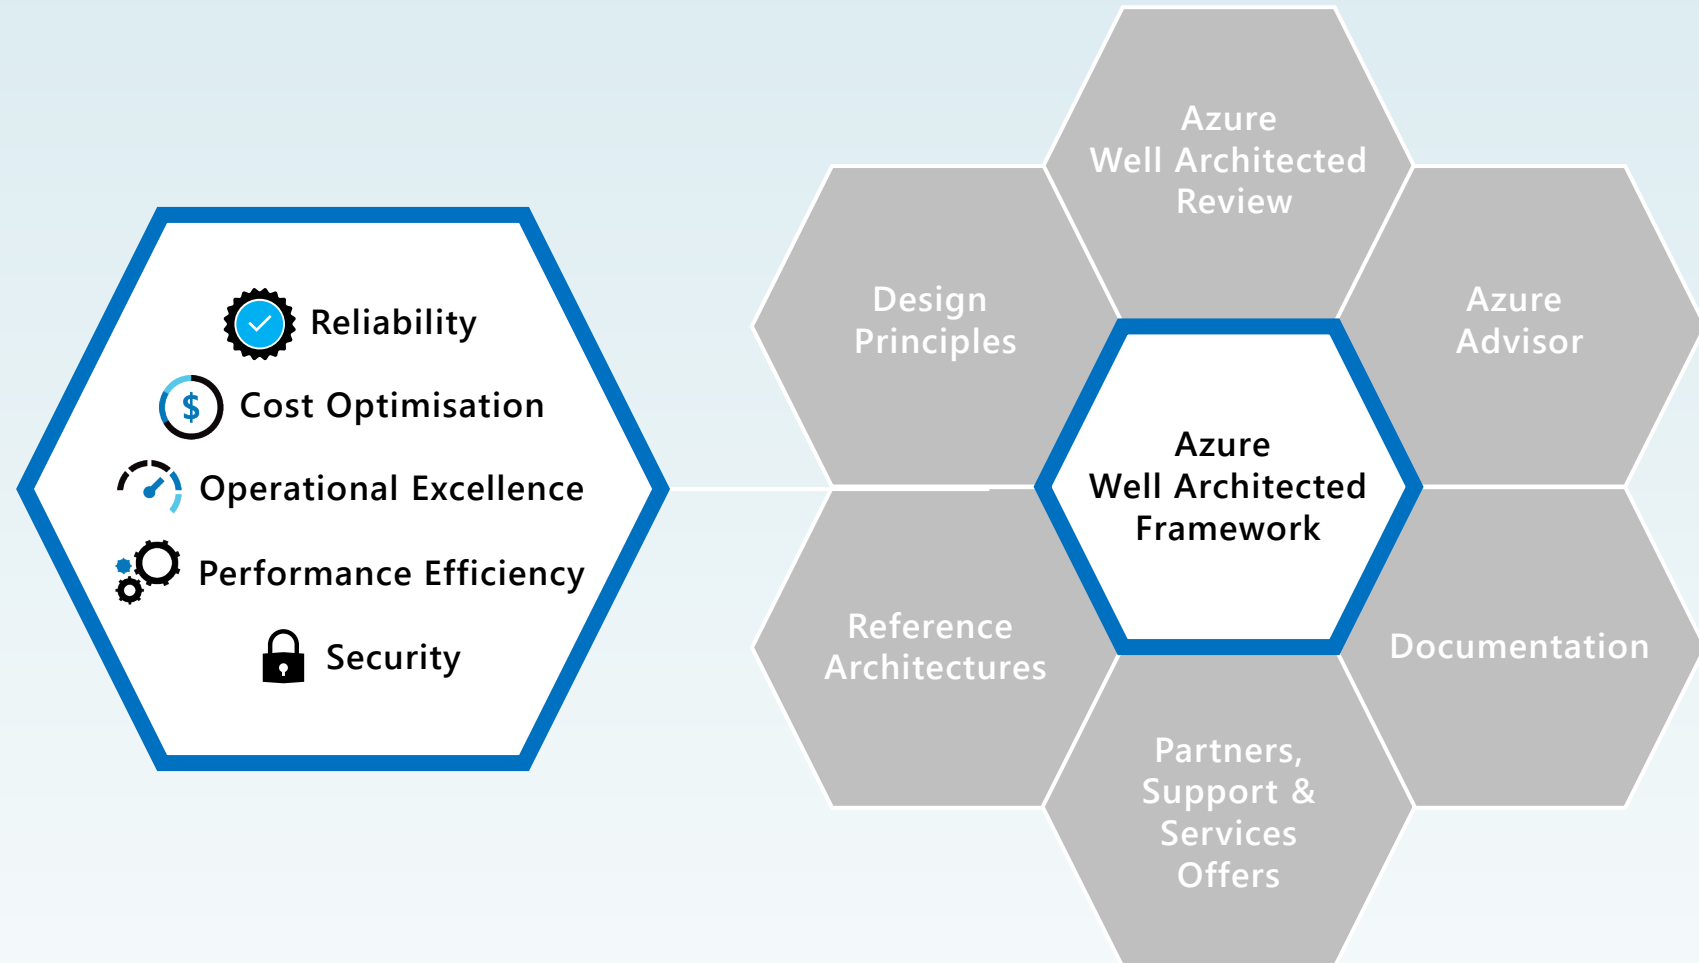 Reliability
$
Cost Optimisation
Operational Excellence
Performance Efficiency
Security
Azure
Well Architected
Review
Design
Principles
Azure
Advisor
Azure
Well Architected
Framework
Reference
Architectures
Documentation
Partners,
Support &
Services
Offers